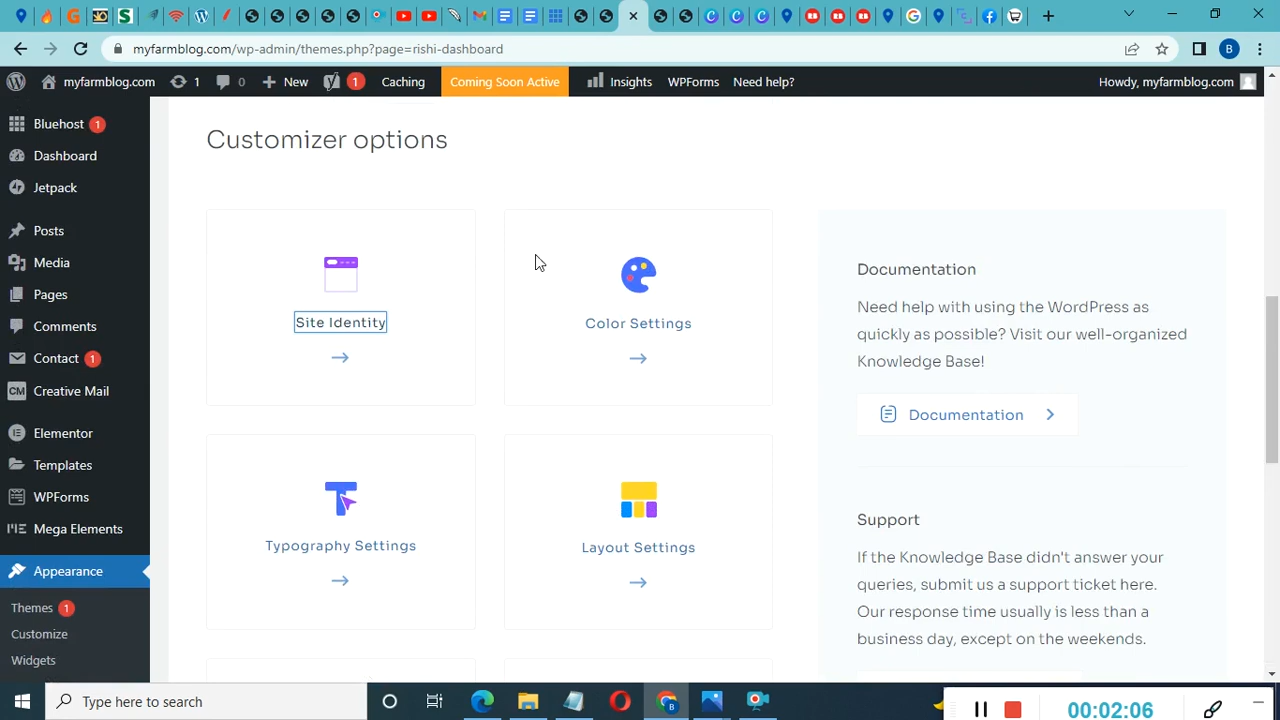 myfarmblog.com/wp-admin/themes.php?page=rishi-dashboard
B
myfarmblog.com
1
0
New
1
Caching
Coming Soon Active
Insights
WPForms
Need help?
Howdy, myfarmblog.com
Bluehost 1
Dashboard
Jetpack
Posts
Media
Pages
Comments
Contact 1
CM Creative Mail
Elementor
Templates
WPForms
Mega Elements
Appearance
Themes 1
Customize
Widgets
Customizer options
Site Identity
Color Settings
Typography Settings
Layout Settings
Documentation
Need help with using the WordPress as
quickly as possible? Visit our well-organized
Knowledge Base!
Documentation
Support
If the Knowledge Base didn't answer your
queries, submit us a support ticket here.
Our response time usually is less than a
business day, except on the weekends.
Type here to search
00:02:06